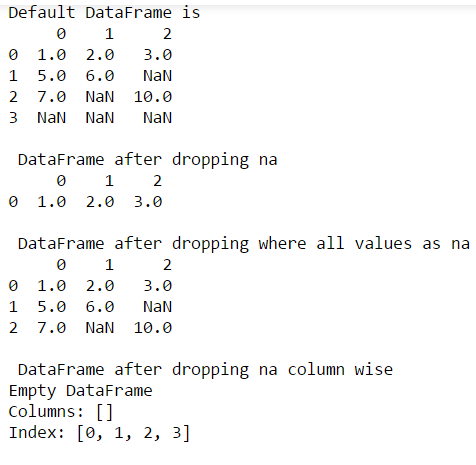 Default DataFrame is
     0    1     2
0  1.0  2.0   3.0
1  5.0  6.0   NaN
2  7.0  NaN  10.0
3  NaN  NaN   NaN
 DataFrame after dropping na
     0    1    2
0  1.0  2.0  3.0
 DataFrame after dropping where all values as na
     0    1     2
0  1.0  2.0   3.0
1  5.0  6.0   NaN
2  7.0  NaN  10.0
 DataFrame after dropping na column wise
Empty DataFrame
Columns: []
Index: [0, 1, 2, 3]